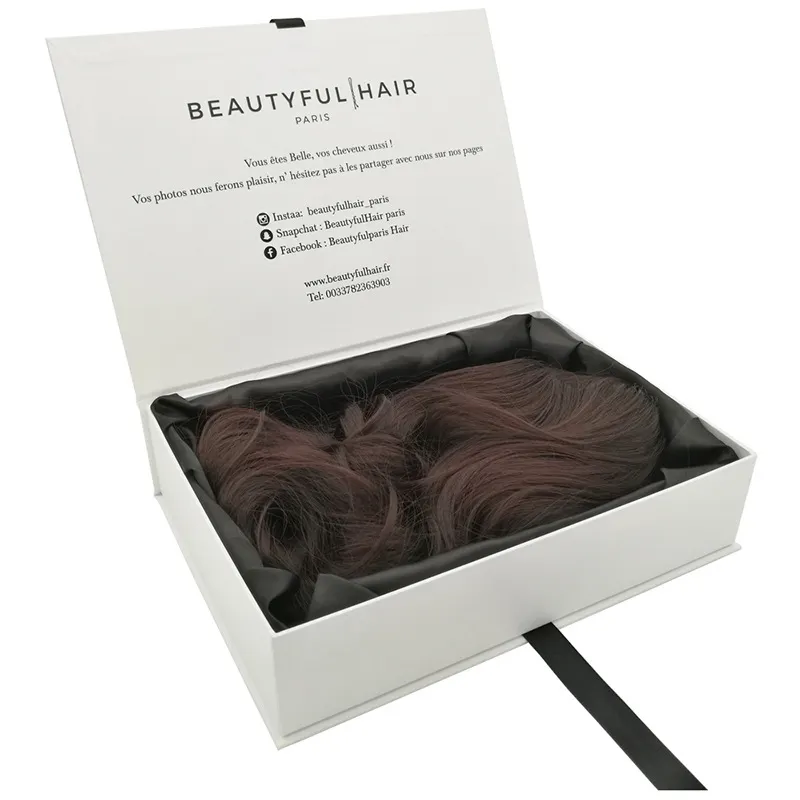 BEAUTYFUL HAIR
PARIS
Vous êtes Belle, vos cheveux aussi !
Vos photos nous ferons plaisir, n' hésitez pas à les partager avec nous sur nos pages
Instaa: beautyfulhair_paris
Snapchat : BeautyfulHair paris
Facebook : Beautyfulparis Hair
www.beautyfulhair.fr
Tel: 0033782363903